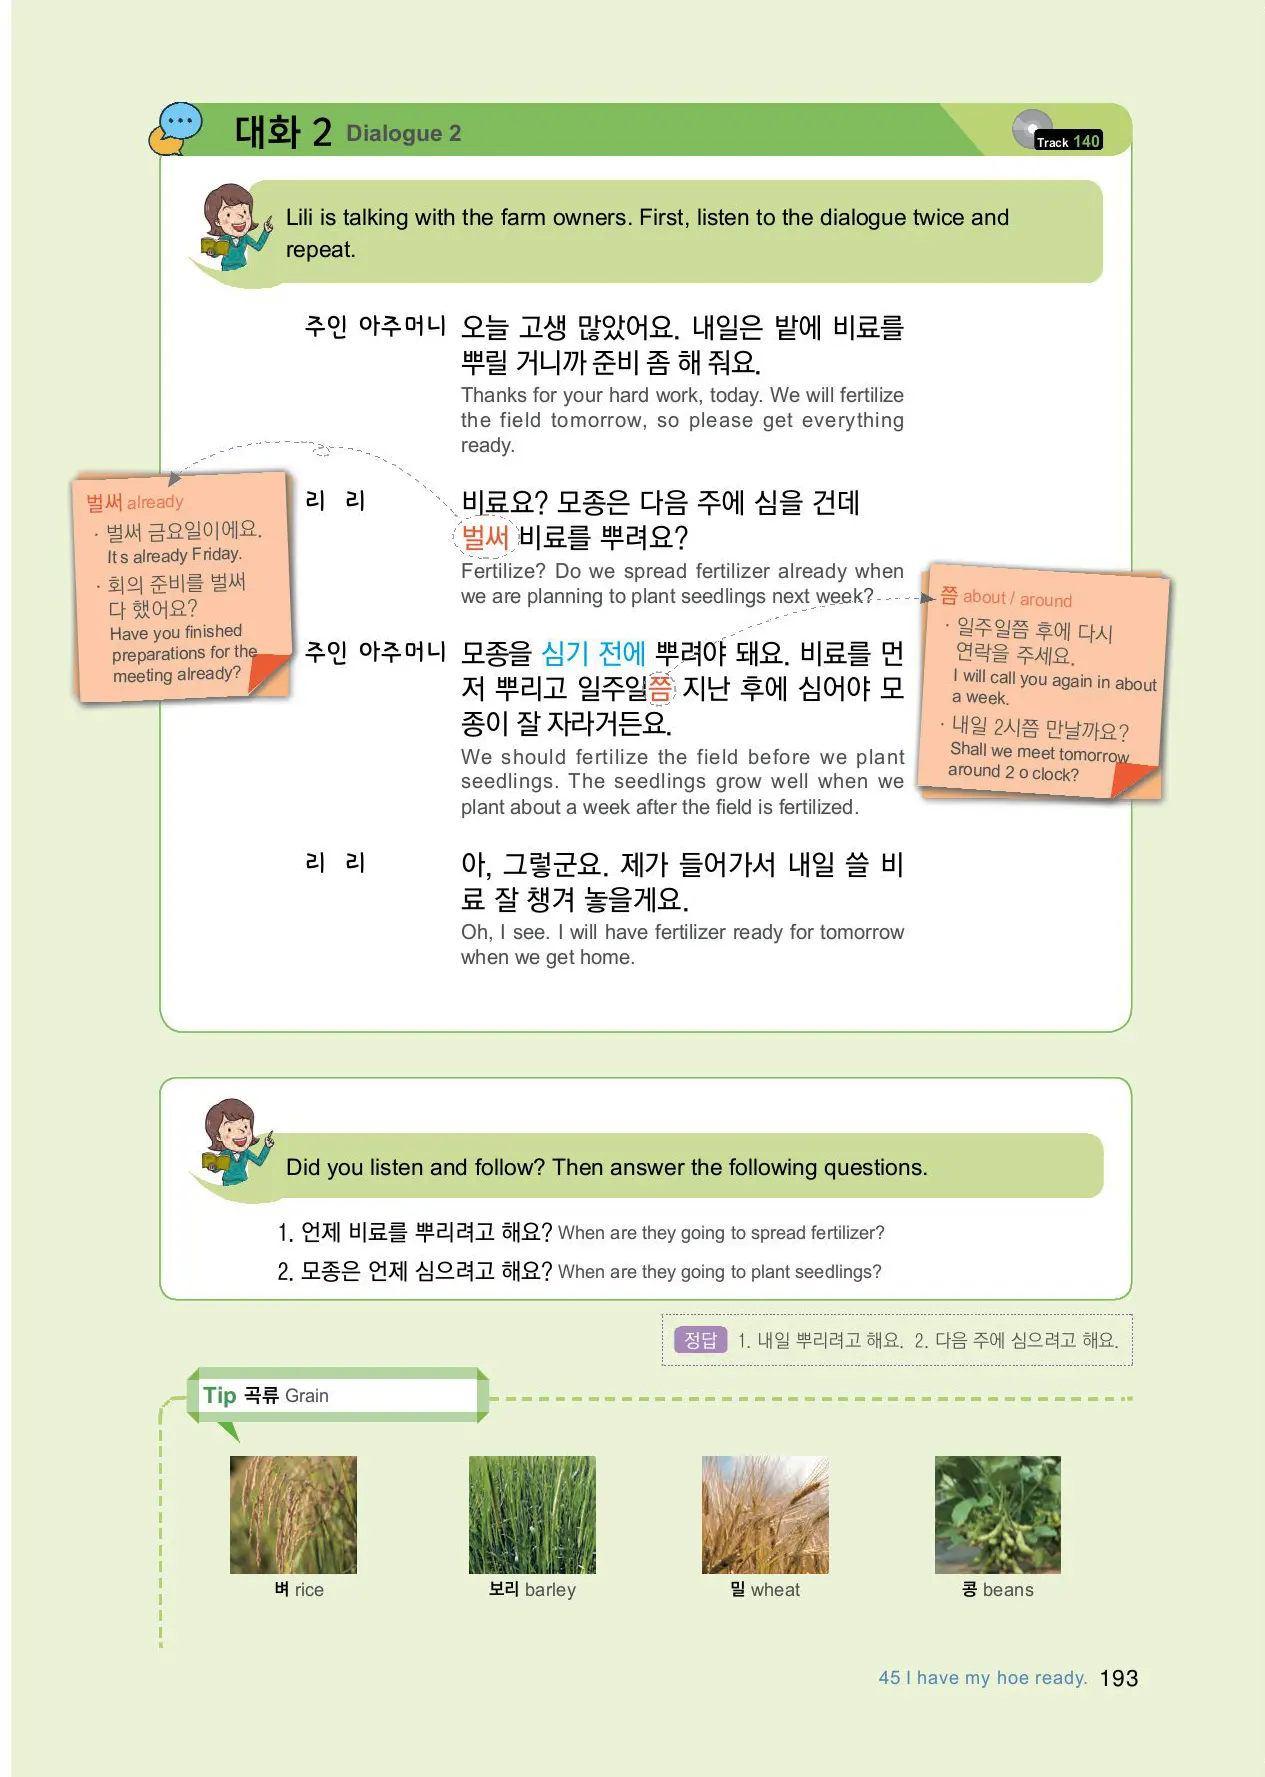 대화 2 Dialogue 2
Track 140
Lili is talking with the farm owners. First, listen to the dialogue twice and
repeat.
주인 아주머니 오늘 고생 많았어요. 내일은 밭에 비료를
뿌릴 거니까 준비 좀 해 줘요.
Thanks for your hard work, today. We will fertilize
the field tomorrow, so please get everything
ready.
리 리 비료요? 모종은 다음 주에 심을 건데
벌써 비료를 뿌려요?
Fertilize? Do we spread fertilizer already when
we are planning to plant seedlings next week?
주인 아주머니 모종을 심기 전에 뿌려야 돼요. 비료를 먼
저 뿌리고 일주일쯤 지난 후에 심어야 모
종이 잘 자라거든요.
We should fertilize the field before we plant
seedlings. The seedlings grow well when we
plant about a week after the field is fertilized.
리 리 아, 그렇군요. 제가 들어가서 내일 쓸 비
료 잘 챙겨 놓을게요.
Oh, I see. I will have fertilizer ready for tomorrow
when we get home.
벌써 already
· 벌써 금요일이에요.
It s already Friday.
· 회의 준비를 벌써
다 했어요?
Have you finished
preparations for the
meeting already?
쯤 about / around
· 일주일쯤 후에 다시
연락을 주세요.
I will call you again in about
a week.
· 내일 2시쯤 만날까요?
Shall we meet tomorrow
around 2 o clock?
Did you listen and follow? Then answer the following questions.
1. 언제 비료를 뿌리려고 해요? When are they going to spread fertilizer?
2. 모종은 언제 심으려고 해요? When are they going to plant seedlings?
정답 1. 내일 뿌리려고 해요. 2. 다음 주에 심으려고 해요.
Tip 곡류 Grain
벼 rice
보리 barley
밀 wheat
콩 beans
45 I have my hoe ready. 193